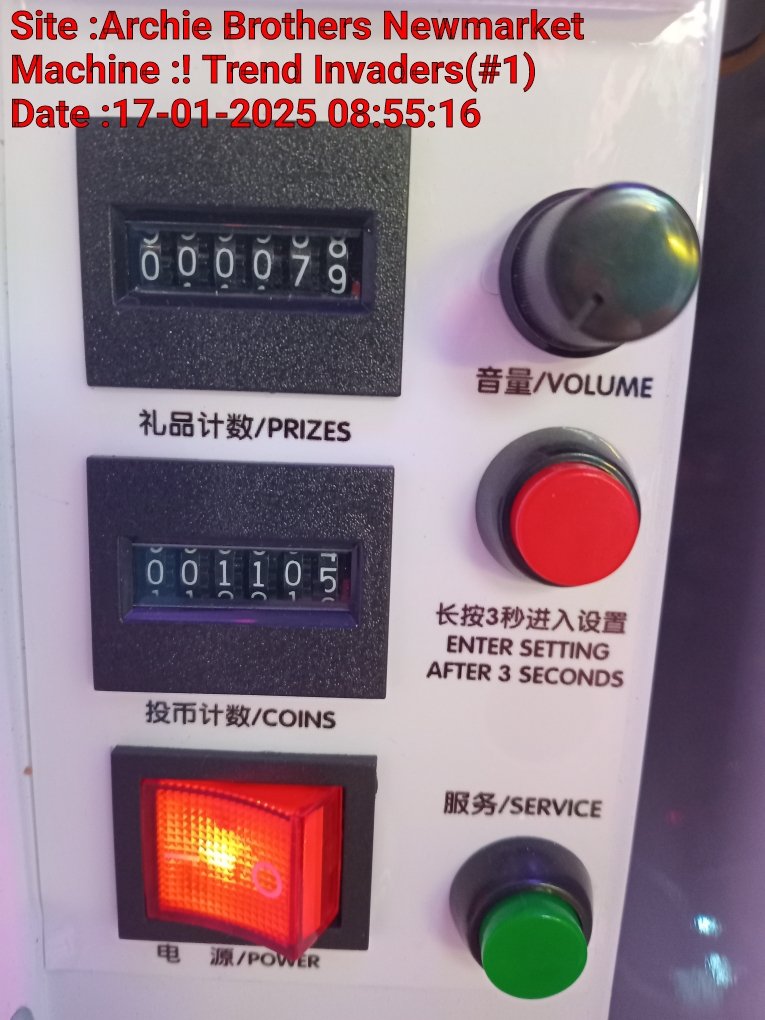 Site :Archie Brothers Newmarket
Machine :! Trend Invaders(#1)
Date :17-01-2025 08:55:16
000079
礼品计数/PRIZES
音量/VOLUME
001105
投币计数/COINS
长按3秒进入设置
ENTER SETTING
AFTER 3 SECONDS
服务/SERVICE
电 源/POWER